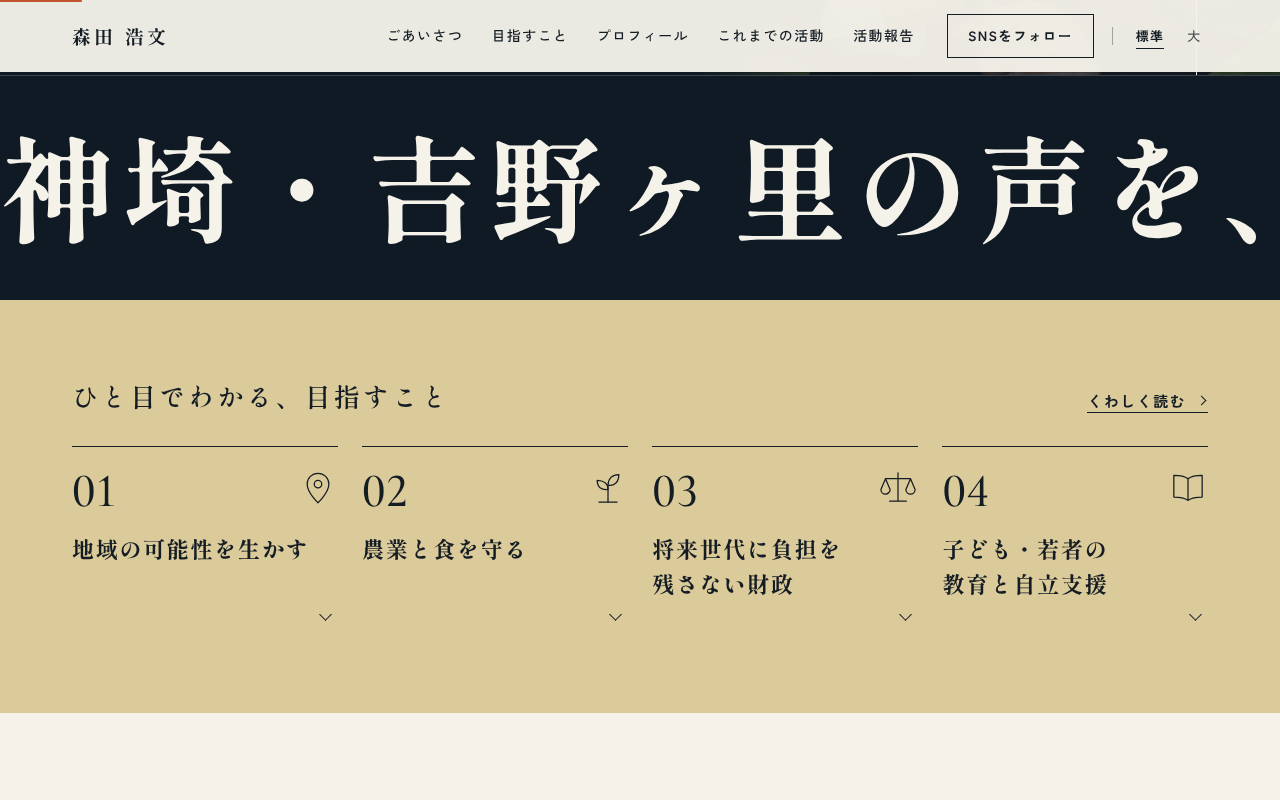 森田 浩文
ごあいさつ 目指すこと プロフィール これまでの活動 活動報告 SNSをフォロー 標準 大
神埼・吉野ヶ里の声を、
ひと目でわかる、目指すこと
くわしく読む
01
地域の可能性を生かす
02
農業と食を守る
03
将来世代に負担を
残さない財政
04
子ども・若者の
教育と自立支援